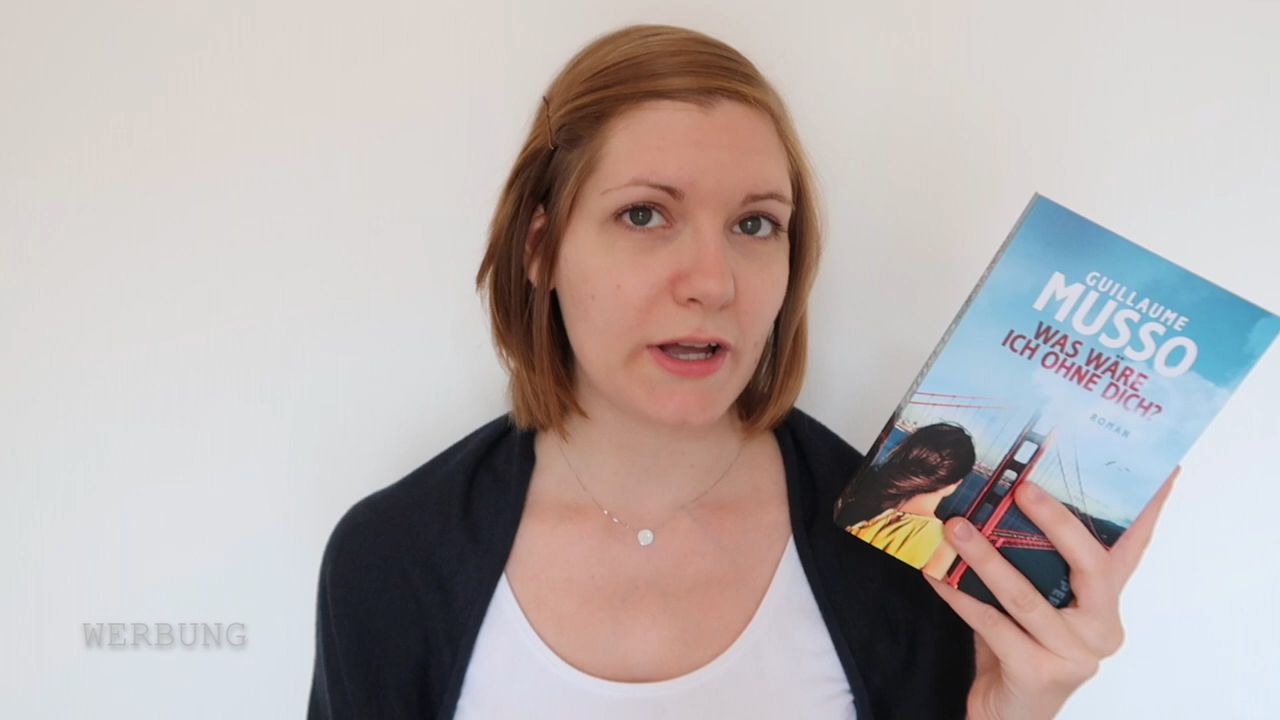 GUILLAUME
MUSSO
WAS WÄRE
ICH OHNE DICH?
ROMAN
WERBUNG